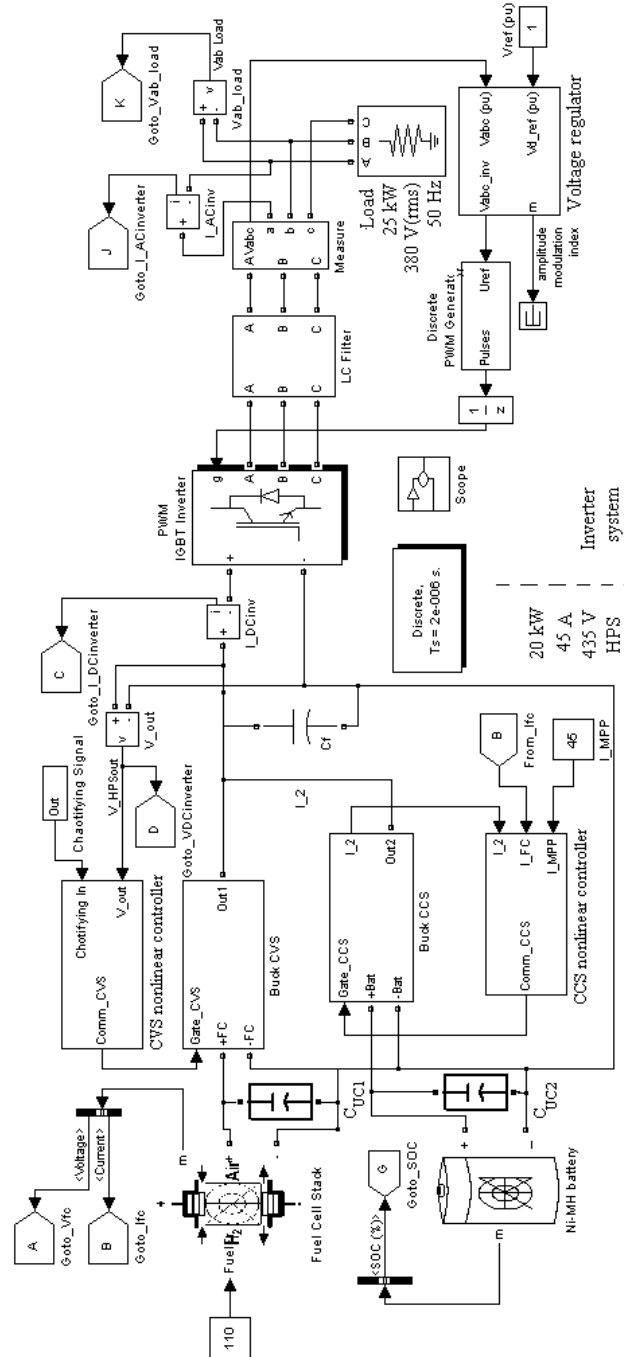 110
Fuel
Fuelfr
H2
Air
+
-
m
Fuel Cell Stack
<Voltage>
<Current>
A
Goto_Vfc
B
Goto_Ifc
<SOC (%)>
G
Goto_SOC
m
+
-
Ni-MH battery
CUC1
CUC2
Chotifying In
V_out
Comm_CVS
CVS nonlinear controller
Out
Chaotifying Signal
Gate_CVS
+FC
-FC
Out1
Buck CVS
V_HPSout
v
+
-
V_out
D
Goto_VDCinverter
C
Goto_I_DCinverter
i
+
-
I_DCinv
Cf
I_2
Gate_CCS
+Bat
-Bat
I_2
Out2
Buck CCS
Comm_CCS
I_2
I_FC
I_MPP
CCS nonlinear controller
B
From_Ifc
45
I_MPP
Discrete,
Ts = 2e-006 s.
Scope
20 kW
45 A
435 V
HPS
Inverter
system
PWM
IGBT Inverter
g
A
B
C
+
-
A
B
C
A
B
C
LC Filter
A
B
C
Vabc
a
b
c
Measure
J
Goto_I_ACinverter
i
+
-
I_ACinv
K
Goto_Vab_load
Vab Load
+
v
-
Vab_load
A
B
C
Load
25 kW
380 V(rms)
50 Hz
1
z
Pulses
Uref
Discrete
PWM Generator
Vabc_inv
m
Vabc (pu)
Vd_ref (pu)
Voltage regulator
Vref (pu)
1
amplitude
modulation
index